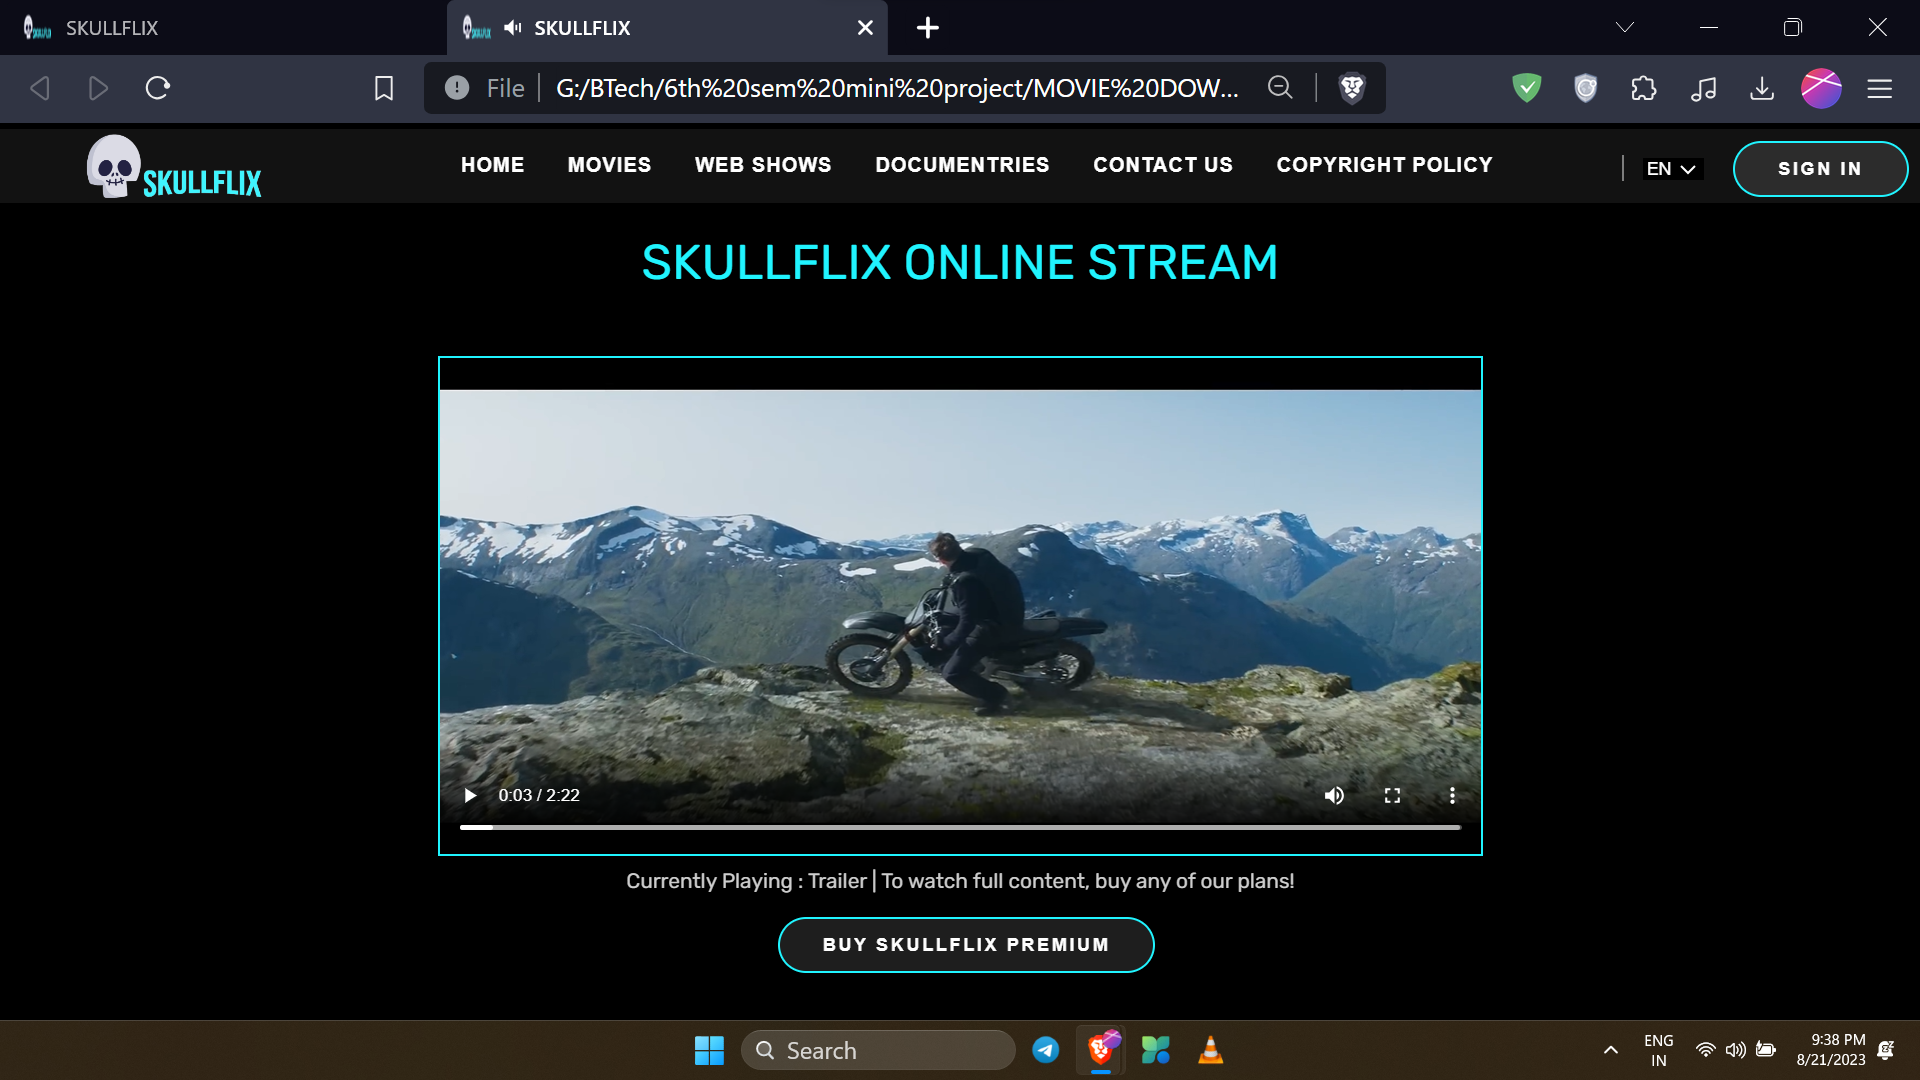 SKULLFLIX
SKULLFLIX
File
G:/BTech/6th%20sem%20mini%20project/MOVIE%20DOW...
SKULLFLIX
HOME
MOVIES
WEB SHOWS
DOCUMENTRIES
CONTACT US
COPYRIGHT POLICY
EN
SIGN IN
SKULLFLIX ONLINE STREAM
0:03 / 2:22
Currently Playing : Trailer | To watch full content, buy any of our plans!
BUY SKULLFLIX PREMIUM
Search
ENG
IN
9:38 PM
8/21/2023